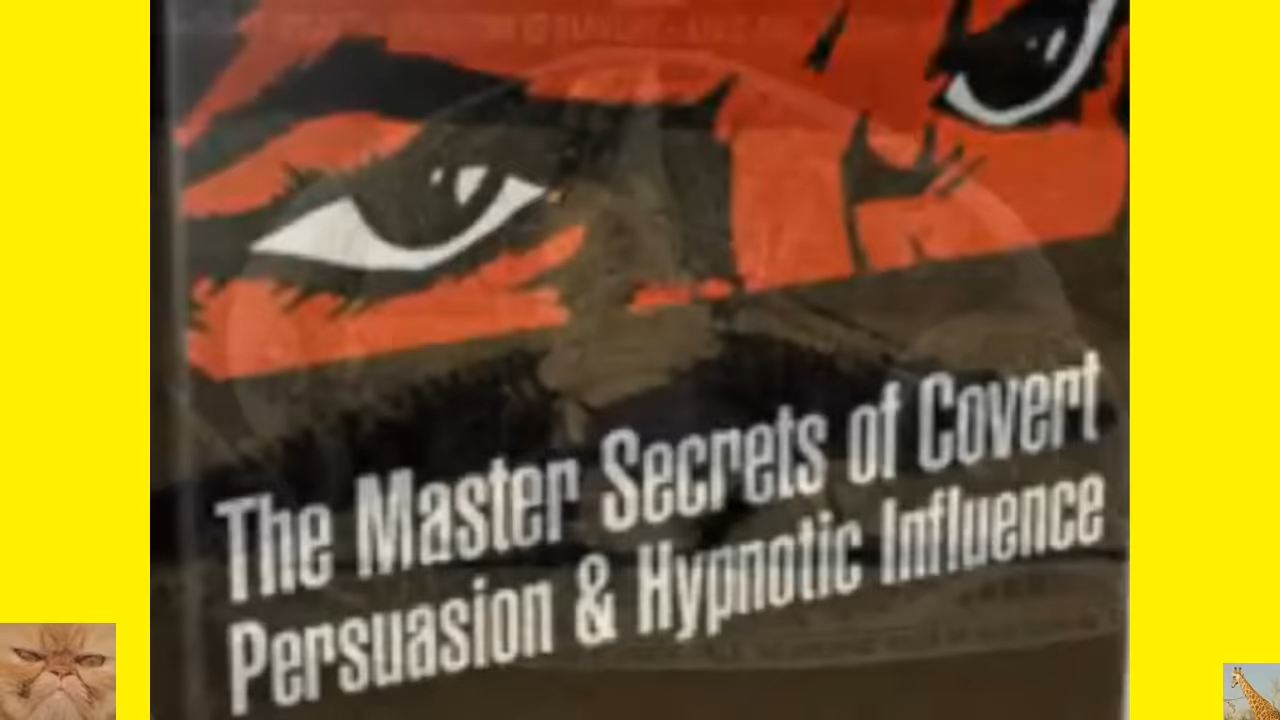 The Master Secrets of Covert
Persuasion & Hypnotic Influence